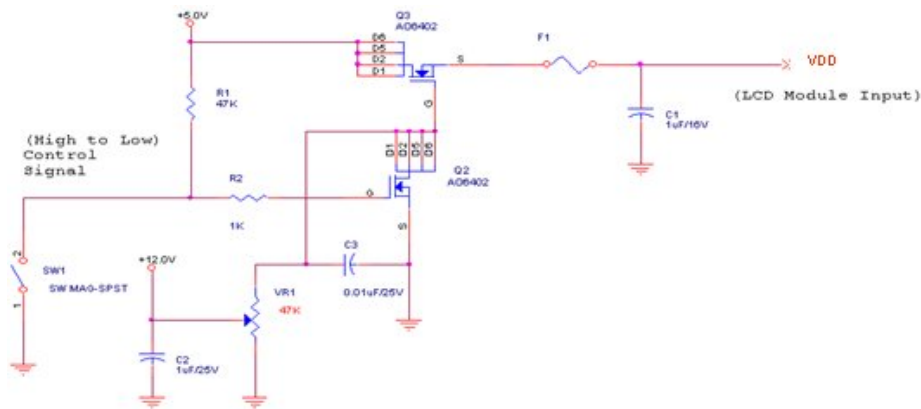 +5.0V
Q3
AO6402
D6
D5
D2
D1
S
G
F1
VDD
(LCD Module Input)
R1
47K
C1
1uF/16V
(High to Low)
Control
Signal
D1
D2
D5
D6
Q2
AO6402
R2
1K
G
S
2
SW1
SW MAG-SPST
1
+12.0V
C3
0.01uF/25V
VR1
47K
C2
1uF/25V